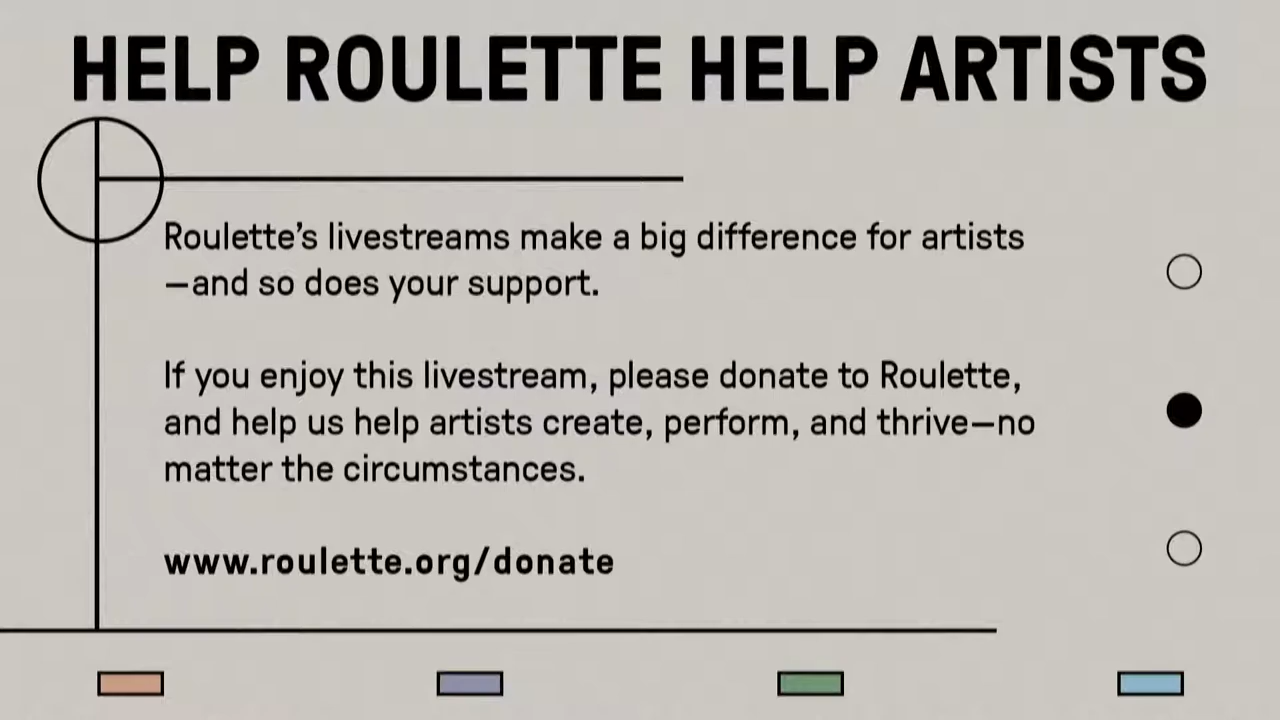 HELP ROULETTE HELP ARTISTS
Roulette’s livestreams make a big difference for artists
—and so does your support.
If you enjoy this livestream, please donate to Roulette,
and help us help artists create, perform, and thrive—no
matter the circumstances.
www.roulette.org/donate